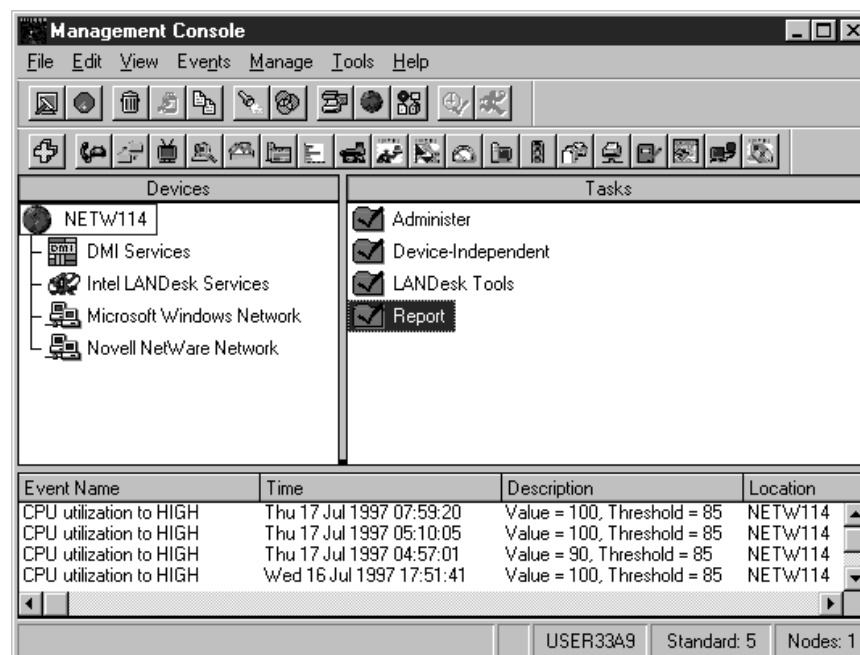 Management Console
File Edit View Events Manage Tools Help
Devices
Tasks
NETW114
DMI Services
Intel LANDesk Services
Microsoft Windows Network
Novell NetWare Network
Administer
Device-Independent
LANDesk Tools
Report
Event Name Time Description Location
CPU utilization to HIGH Thu 17 Jul 1997 07:59:20 Value = 100, Threshold = 85 NETW114
CPU utilization to HIGH Thu 17 Jul 1997 05:10:05 Value = 100, Threshold = 85 NETW114
CPU utilization to HIGH Thu 17 Jul 1997 04:57:01 Value = 90, Threshold = 85 NETW114
CPU utilization to HIGH Wed 16 Jul 1997 17:51:41 Value = 100, Threshold = 85 NETW114
USER33A9 Standard: 5 Nodes: 1